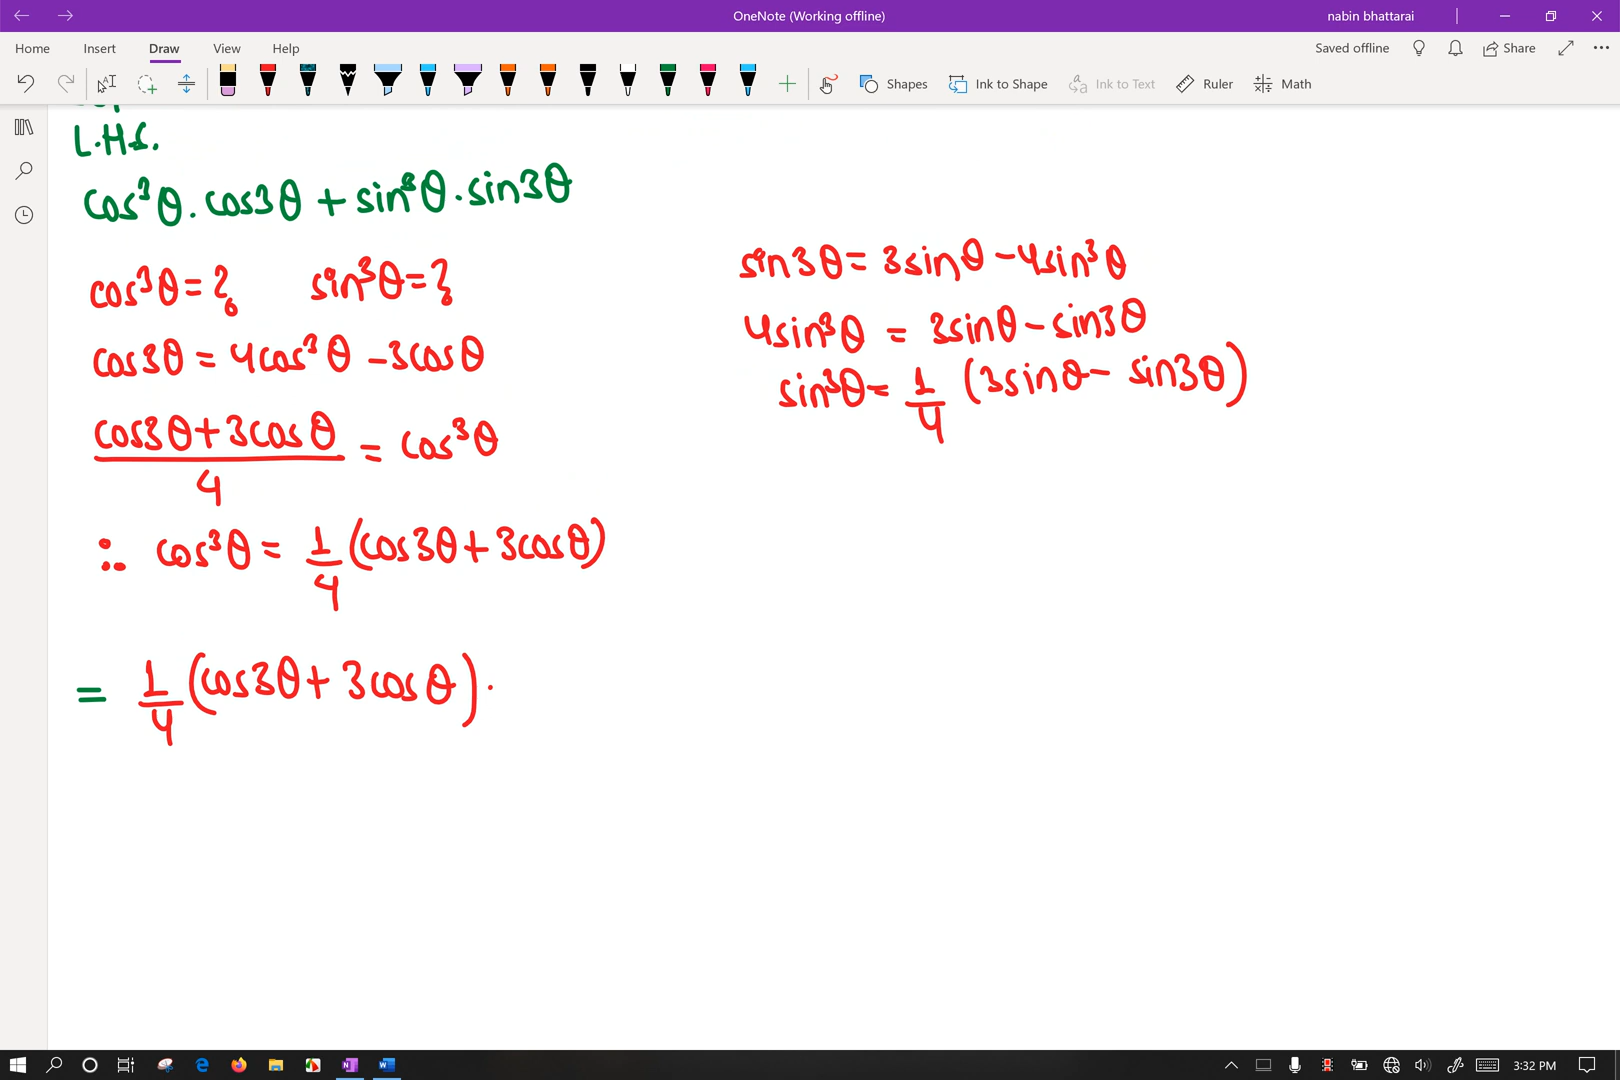 OneNote (Working offline)
nabin bhattarai
Home Insert Draw View Help
Saved offline Share
Shapes Ink to Shape Ink to Text Ruler Math
L.H.S.
cos³θ.cos3θ + sin³θ.sin3θ
cos³θ = ? sin³θ = ?
cos3θ = 4cos³θ - 3cosθ
cos3θ + 3cosθ / 4 = cos³θ
∴ cos³θ = 1/4 (cos3θ + 3cosθ)
= 1/4 (cos3θ + 3cosθ) .
sin3θ = 3sinθ - 4sin³θ
4sin³θ = 3sinθ - sin3θ
sin³θ = 1/4 (3sinθ - sin3θ)
3:32 PM